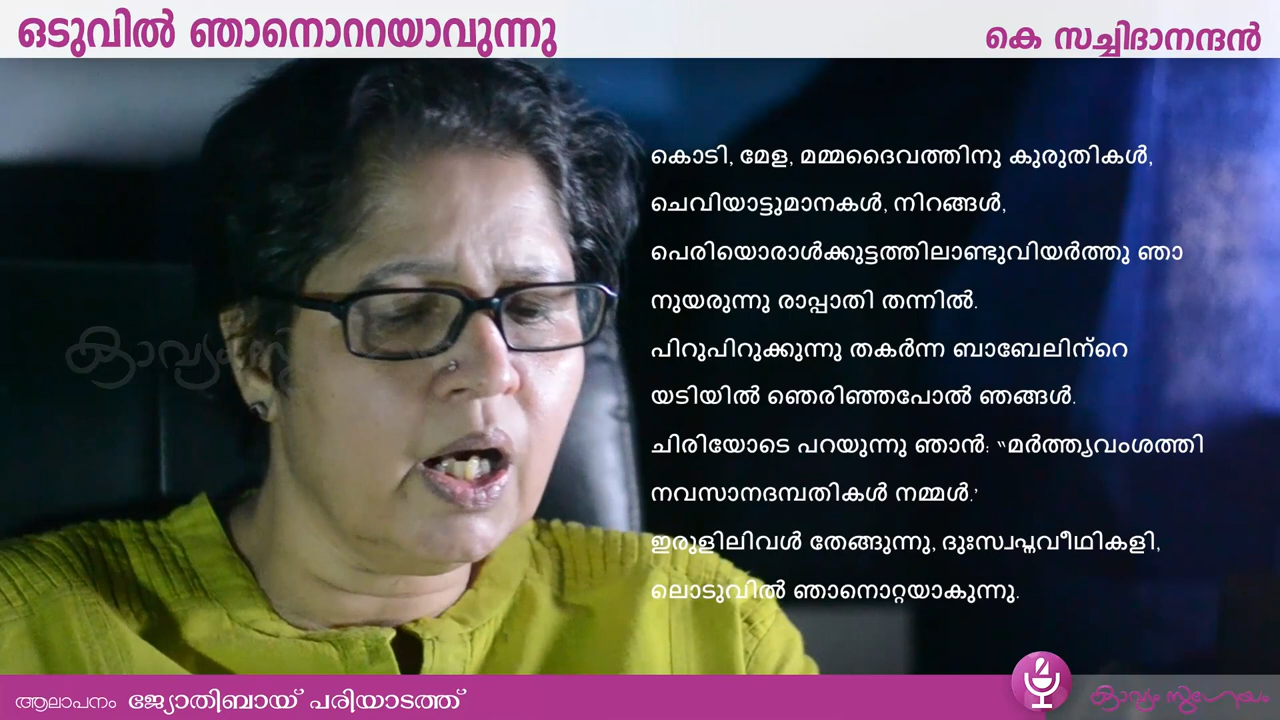 ഒടുവിൽ ഞാനൊററയാവുന്നു
കെ സച്ചിദാനന്ദൻ
കൊടി, മേള, മമ്മദൈവത്തിനു കുരുതികൾ,
ചെവിയാട്ടുമാനകൾ, നിറങ്ങൾ,
പെരിയൊരാൾക്കുട്ടത്തിലാണ്ടുവിയർത്തു ഞാ
നുയരുന്നു രാപ്പാതി തന്നിൽ.
പിറുപിറുക്കുന്നു തകർന്ന ബാബേലിന്റെ
യടിയിൽ ഞെരിഞ്ഞപോൽ ഞങ്ങൾ.
ചിരിയോടെ പറയുന്നു ഞാൻ: “മർത്ത്യവംശത്തി
നവസാനദമ്പതികൾ നമ്മൾ.’
ഇരുളിലിവൾ തേങ്ങുന്നു, ദുഃസ്വപ്നവീഥികളി,
ലൊടുവിൽ ഞാനൊറ്റയാകുന്നു.
കാവ്യം സു
ആലാപനം ജ്യോതിബായ് പരിയാടത്ത്
കാവ്യം സുഗേയം